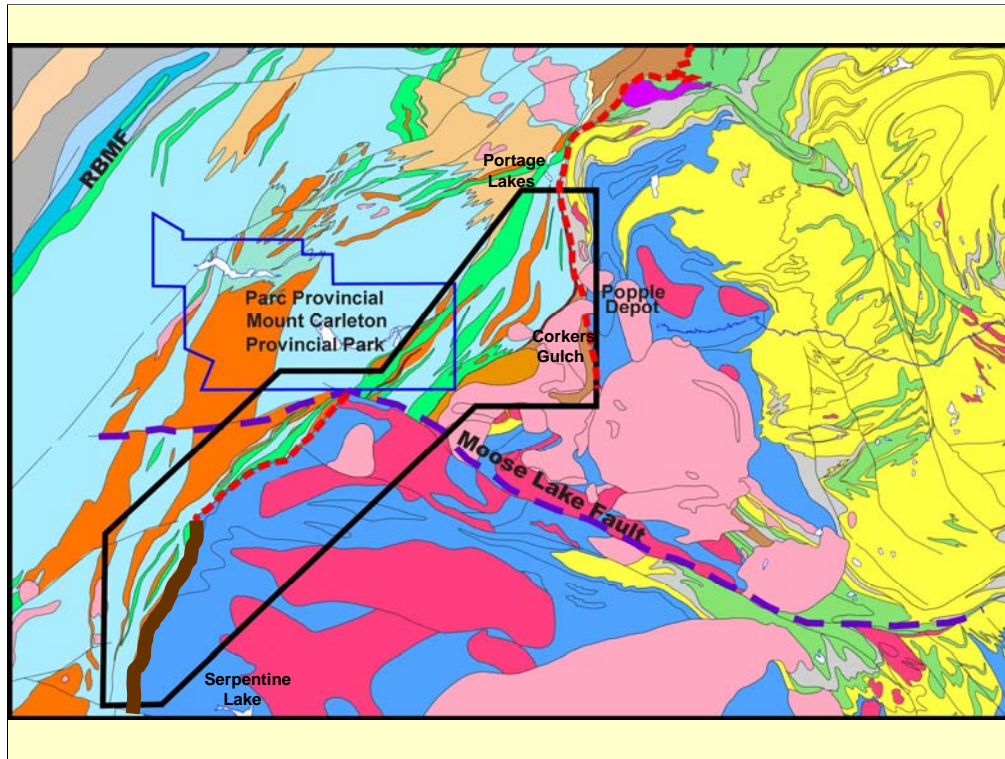 RBMF
Portage
Lakes
Parc Provincial
Mount Carleton
Provincial Park
Popple
Depot
Corkers
Gulch
Moose Lake Fault
Serpentine
Lake